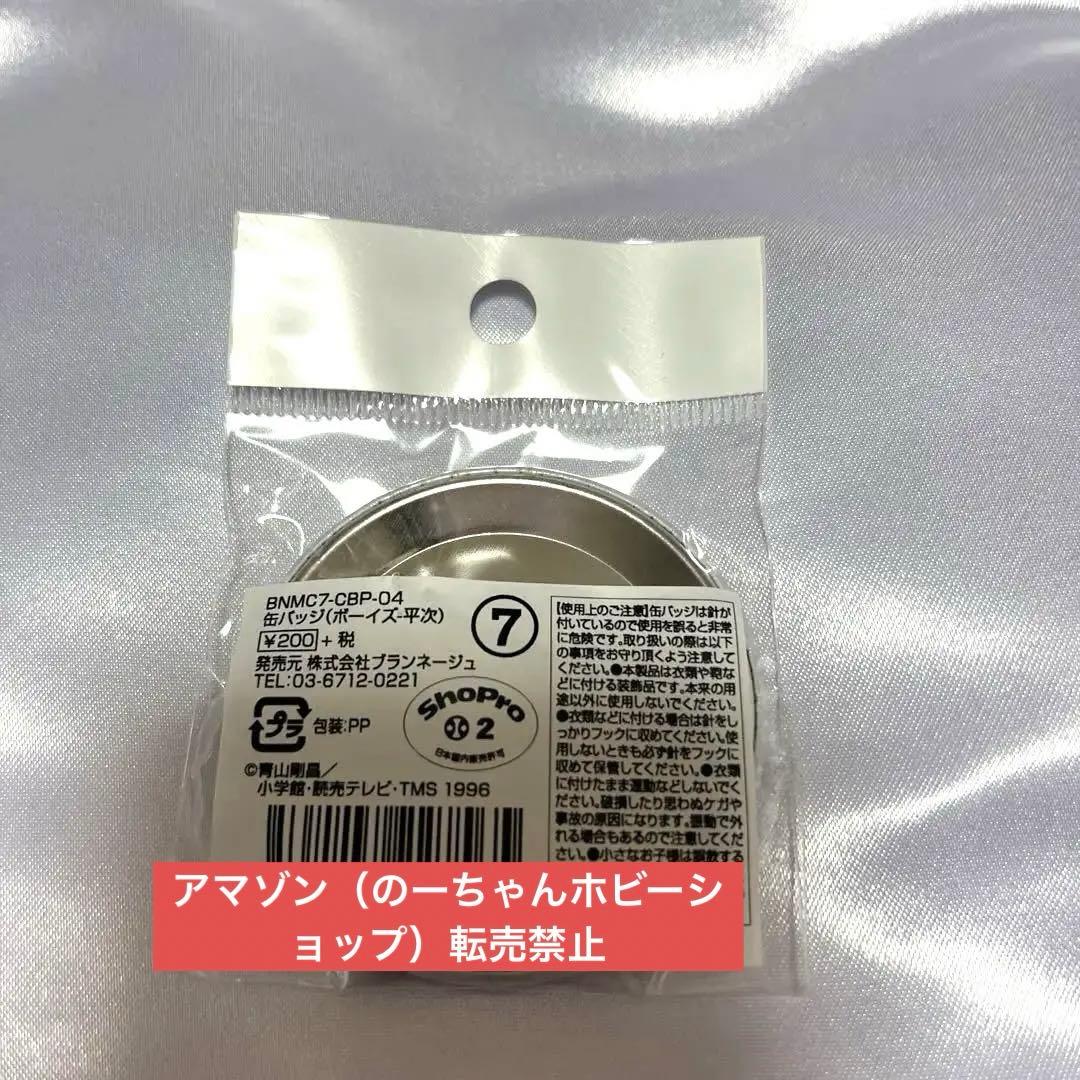 BNMC7-CBP-04
缶バッジ(ボーイズ-平次)
¥200+税
発売元 株式会社ブランネージュ
TEL:03-6712-0221
プラ 包装:PP
⑦
ShoPro
2
日本国内販売許可
©青山剛昌/
小学館・読売テレビ・TMS 1996
【使用上のご注意】缶バッジは針が
付いているので使用を誤ると非常
に危険です。取り扱いの際は以下
の事項をお守り頂くよう注意して
ください。●本製品は衣類や鞄な
どに付ける装飾品です。本来の用
途以外に使用しないでください。
●衣類などに付ける場合は針をし
っかりフックに収めてください。使
用しないときも必ず針をフックに
収めて保管してください。●衣類
に付けたまま運動などしないでく
ださい。破損したり思わぬケガや
事故の原因になります。振動で外
れる場合もあるので注意してくだ
さい。●小さなお子様は誤飲する
アマゾン（のーちゃんホビーシ
ョップ）転売禁止